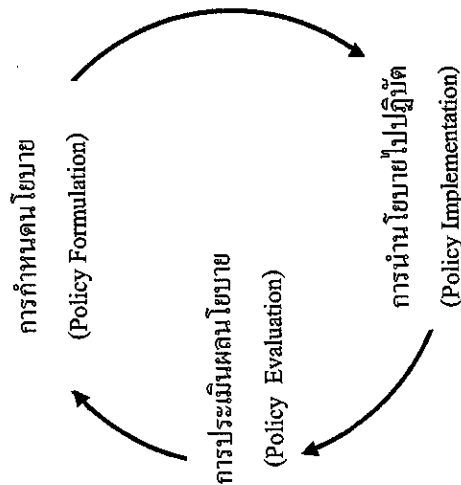 การกำหนดนโยบาย
(Policy Formulation)
การนำนโยบายไปปฏิบัติ
(Policy Implementation)
การประเมินผลนโยบาย
(Policy Evaluation)